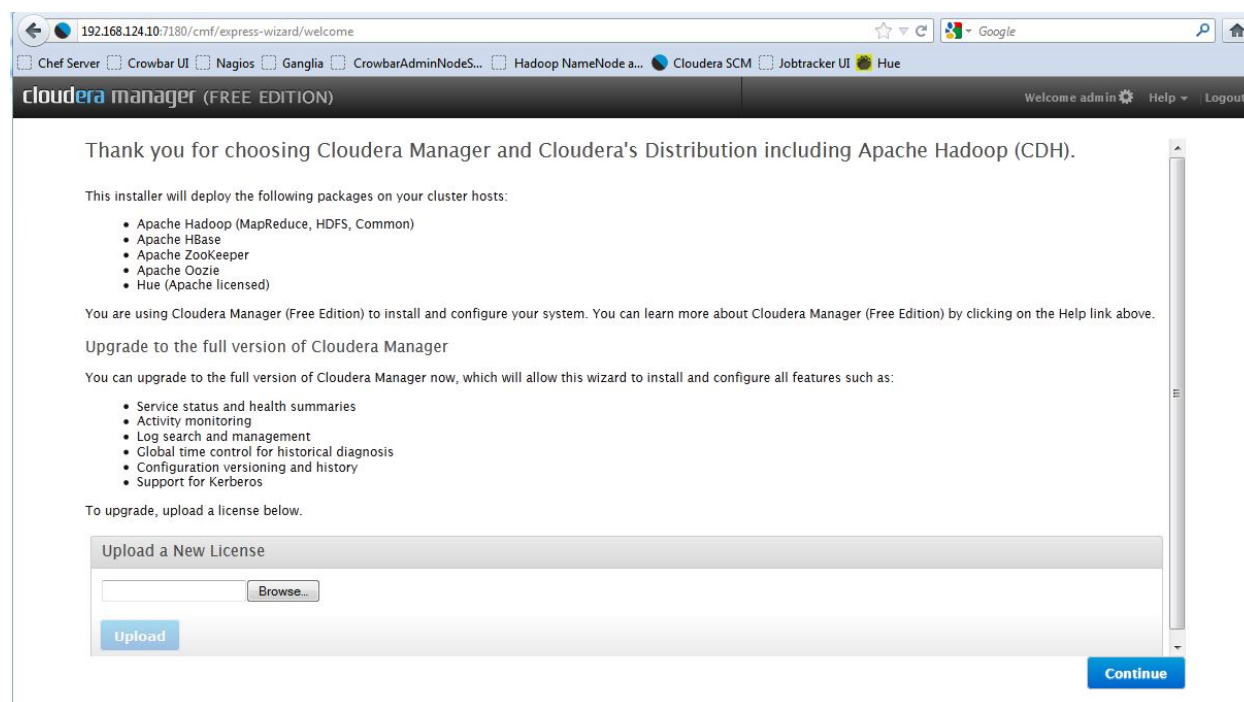 192.168.124.10:7180/cmf/express-wizard/welcome Google
Chef Server Crowbar UI Nagios Ganglia CrowbarAdminNodeS... Hadoop NameNode a... Cloudera SCM Jobtracker UI Hue
cloudera manager (FREE EDITION) Welcome admin Help Logout
Thank you for choosing Cloudera Manager and Cloudera's Distribution including Apache Hadoop (CDH).
This installer will deploy the following packages on your cluster hosts:
• Apache Hadoop (MapReduce, HDFS, Common)
• Apache HBase
• Apache ZooKeeper
• Apache Oozie
• Hue (Apache licensed)
You are using Cloudera Manager (Free Edition) to install and configure your system. You can learn more about Cloudera Manager (Free Edition) by clicking on the Help link above.
Upgrade to the full version of Cloudera Manager
You can upgrade to the full version of Cloudera Manager now, which will allow this wizard to install and configure all features such as:
• Service status and health summaries
• Activity monitoring
• Log search and management
• Global time control for historical diagnosis
• Configuration versioning and history
• Support for Kerberos
To upgrade, upload a license below.
Upload a New License
Browse...
Upload
Continue